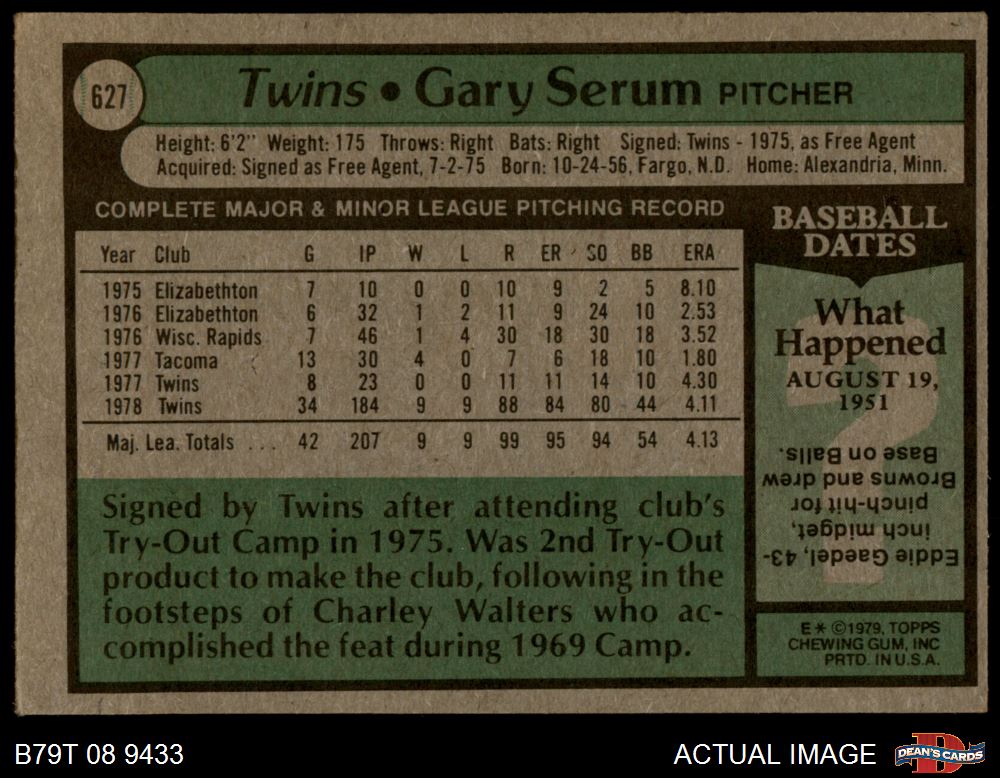 627
Twins • Gary Serum PITCHER
Height: 6'2" Weight: 175 Throws: Right Bats: Right Signed: Twins - 1975, as Free Agent
Acquired: Signed as Free Agent, 7-2-75 Born: 10-24-56, Fargo, N.D. Home: Alexandria, Minn.
COMPLETE MAJOR & MINOR LEAGUE PITCHING RECORD
Year Club G IP W L R ER SO BB ERA
1975 Elizabethton 7 10 0 0 10 9 2 5 8.10
1976 Elizabethton 6 32 1 2 11 9 24 10 2.53
1976 Wisc. Rapids 7 46 1 4 30 18 30 18 3.52
1977 Tacoma 13 30 4 0 7 6 18 10 1.80
1977 Twins 8 23 0 0 11 11 14 10 4.30
1978 Twins 34 184 9 9 88 84 80 44 4.11
Maj. Lea. Totals ... 42 207 9 9 99 95 94 54 4.13
Signed by Twins after attending club's
Try-Out Camp in 1975. Was 2nd Try-Out
product to make the club, following in the
footsteps of Charley Walters who ac-
complished the feat during 1969 Camp.
BASEBALL
DATES
What
Happened
AUGUST 19,
1951
Eddie Gaedel, 43-
inch midget,
pinch-hit for
Browns and drew
Base on Balls.
E * ©1979, TOPPS
CHEWING GUM, INC
PRTD. IN U.S.A.
B79T 08 9433
ACTUAL IMAGE
DEAN'S CARDS